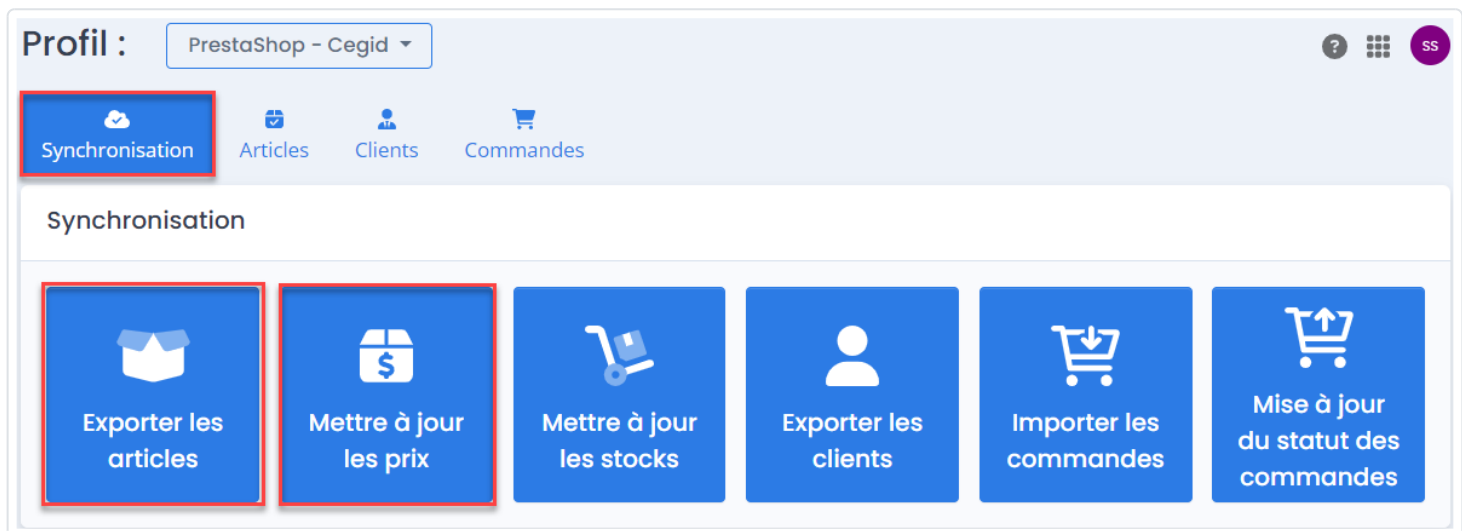 Profil :
PrestaShop - Cegid
?
SS
Synchronisation
Articles
Clients
Commandes
Synchronisation
Exporter les
articles
Mettre à jour
les prix
Mettre à jour
les stocks
Exporter les
clients
Importer les
commandes
Mise à jour
du statut des
commandes